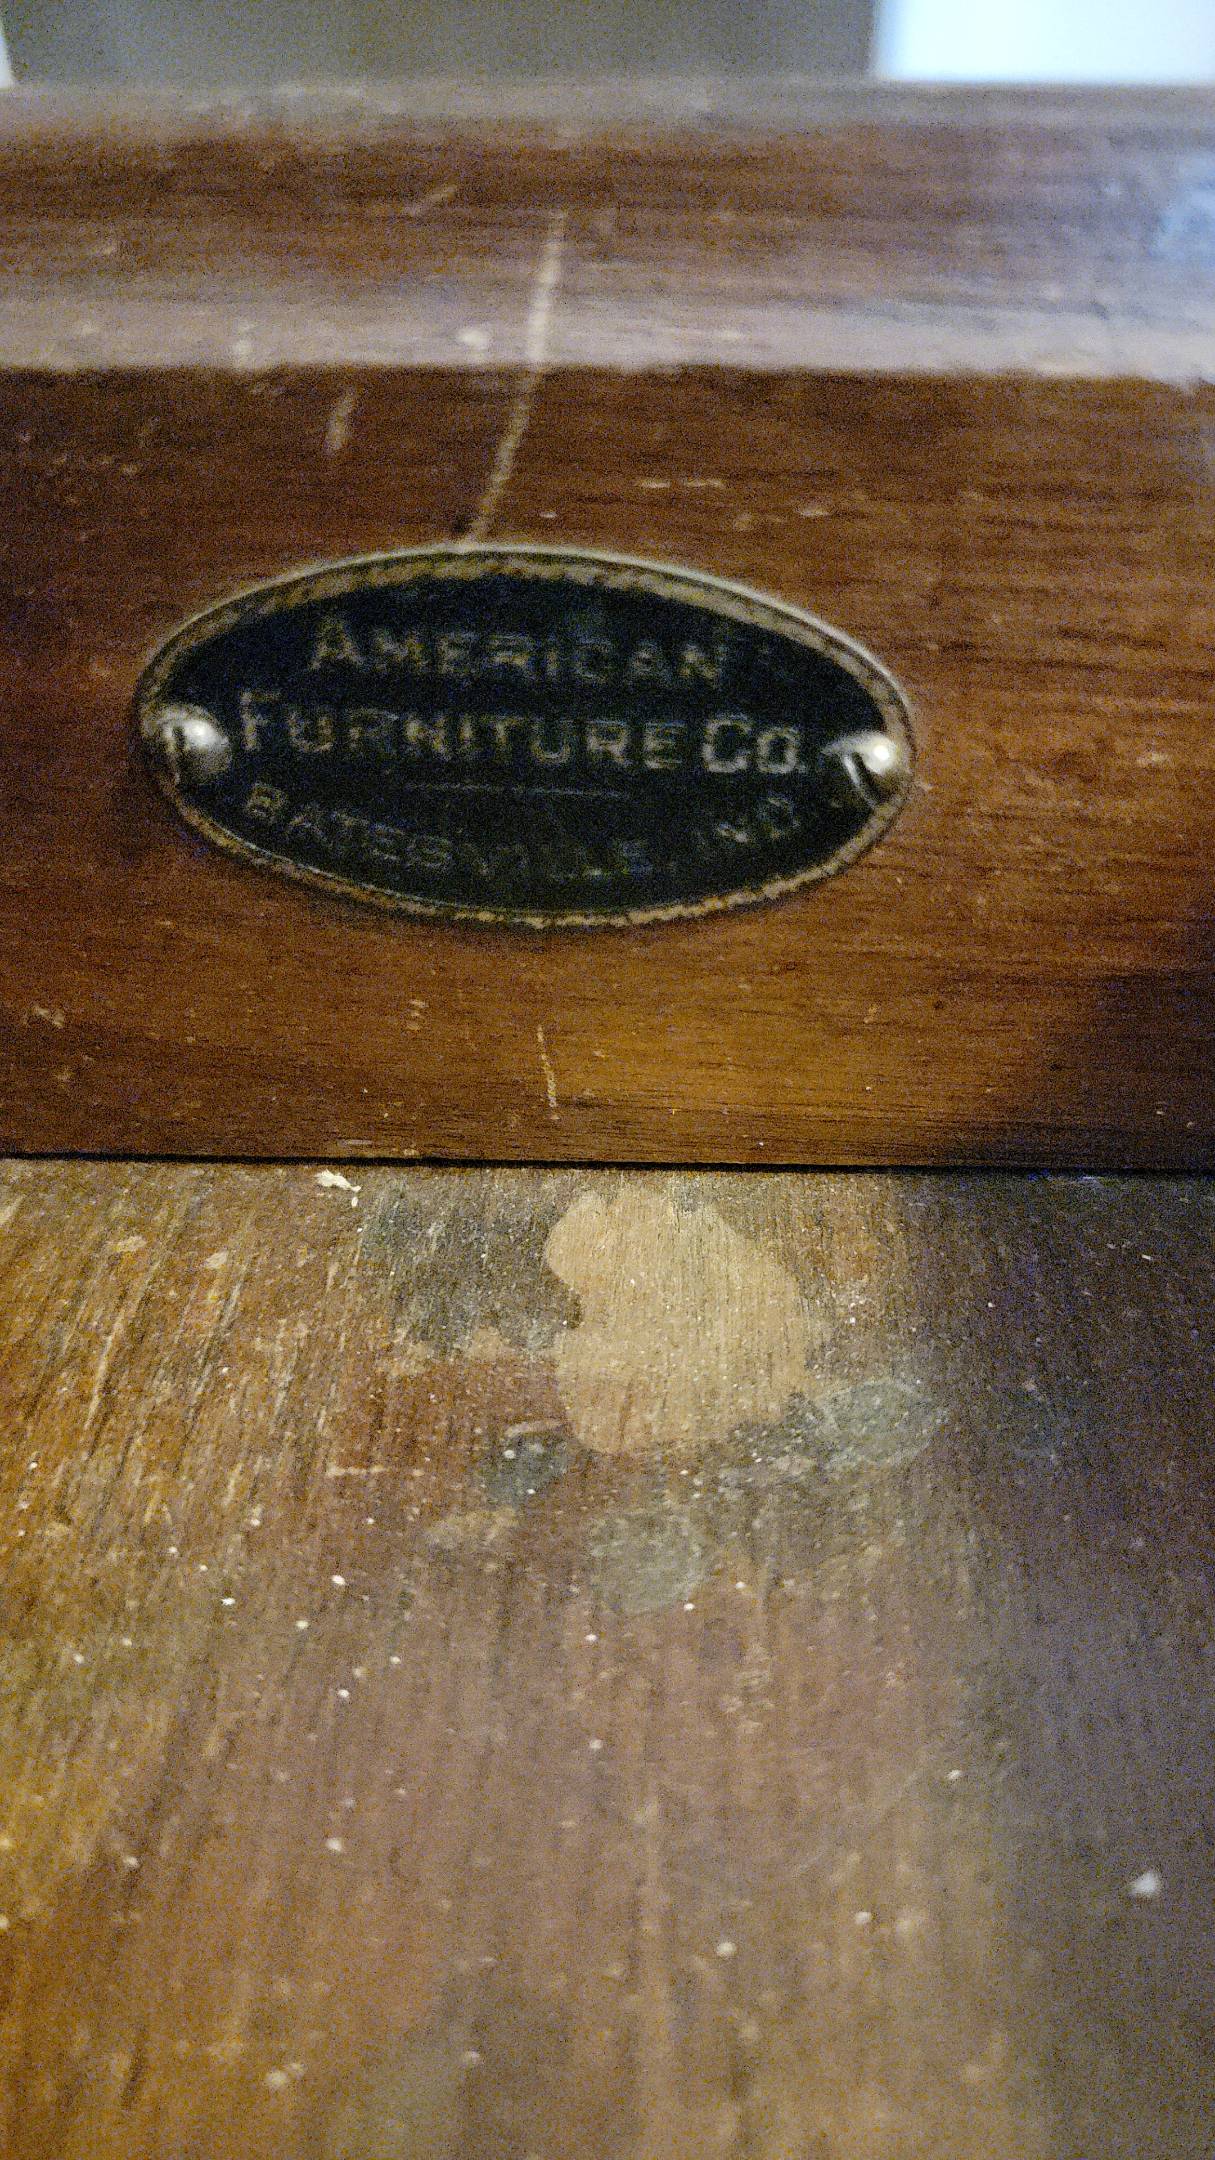 AMERICAN
FURNITURE CO.
BATESVILLE, IND.